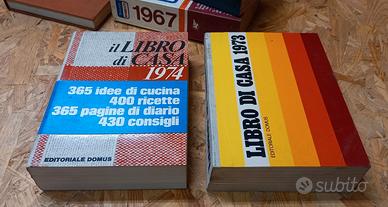 1967
il LIBRO
di CASA
1974
365 idee di cucina
400 ricette
365 pagine di diario
430 consigli
EDITORIALE DOMUS
LIBRO DI CASA 1973
EDITORIALE DOMUS
subito